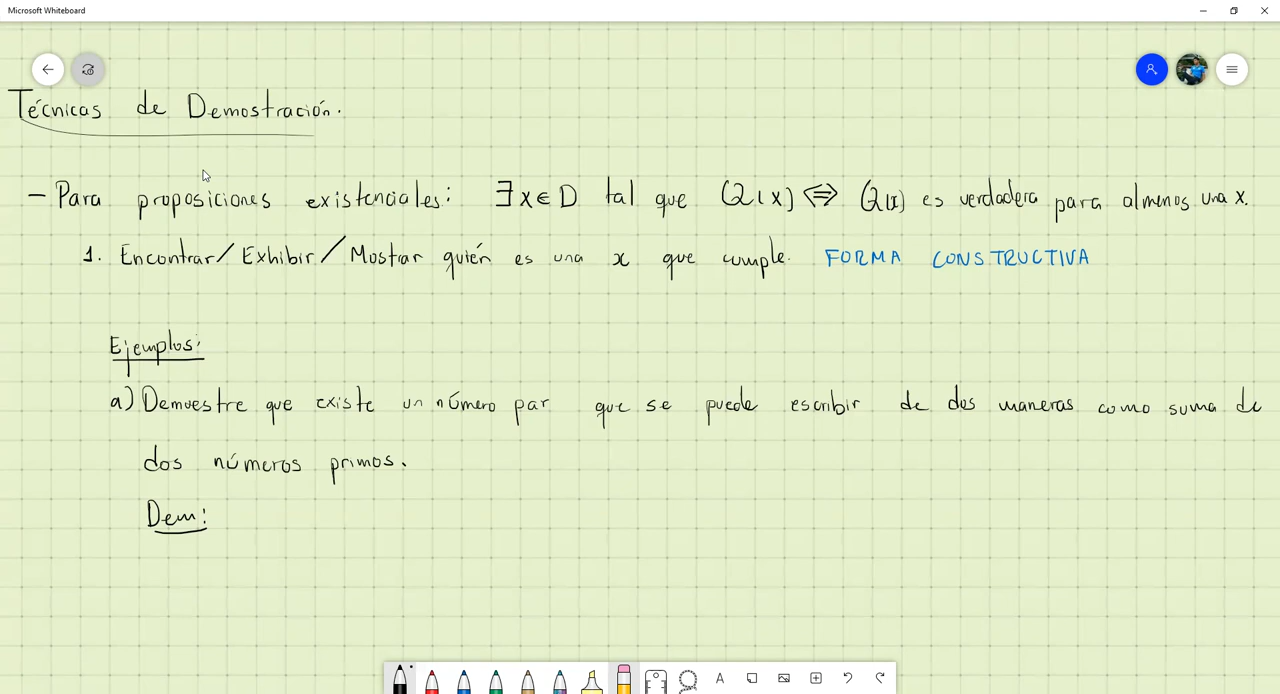 Microsoft Whiteboard
Técnicas de Demostración.
- Para proposiciones existenciales: ∃ x ∈ D tal que Q(x) ⟺ Q(x) es verdadera para almenos una x.
1. Encontrar/Exhibir/Mostrar quién es una x que cumple. FORMA CONSTRUCTIVA
Ejemplos:
a) Demuestre que existe un número par que se puede escribir de dos maneras como suma de
dos números primos.
Dem:
A